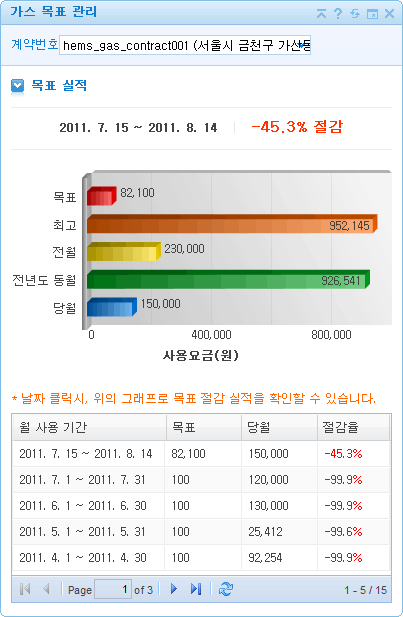 가스 목표 관리
계약번호 hems_gas_contract001 (서울시 금천구 가산동
목표 실적
2011. 7. 15 ~ 2011. 8. 14 -45.3% 절감
목표 82,100
최고 952,145
전월 230,000
전년도 동월 926,541
당월 150,000
0 400,000 800,000
사용요금(원)
* 날짜 클릭시, 위의 그래프로 목표 절감 실적을 확인할 수 있습니다.
월 사용 기간 목표 당월 절감율
2011. 7. 15 ~ 2011. 8. 14 82,100 150,000 -45.3%
2011. 7. 1 ~ 2011. 7. 31 100 120,000 -99.9%
2011. 6. 1 ~ 2011. 6. 30 100 130,000 -99.9%
2011. 5. 1 ~ 2011. 5. 31 100 25,412 -99.6%
2011. 4. 1 ~ 2011. 4. 30 100 92,254 -99.9%
Page 1 of 3 1 - 5 / 15